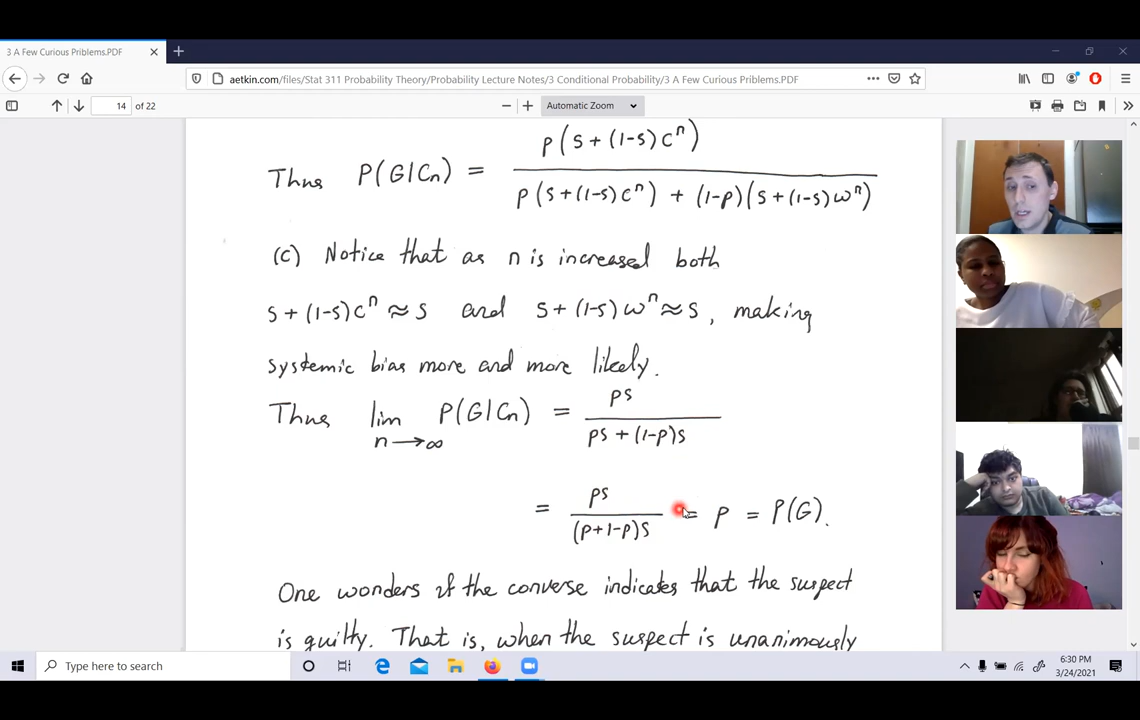 3 A Few Curious Priblems.PDF
aetkin.com/files/Stat 311 Probability Theory/Probability Lecture Notes/3 Conditional Probability/3 A Few Curious Priblems.PDF
14 of 22
Automatic Zoom
Thus P(G|Cn) = p(s+(1-s)c^n) / p(s+(1-s)c^n) + (1-p)(s+(1-s)w^n)
(c) Notice that as n is increased both
s+(1-s)c^n ≈ s and s+(1-s)w^n ≈ s, making
systemic bias more and more likely.
Thus lim n→∞ P(G|Cn) = ps / ps+(1-p)s
= ps / (p+1-p)s = p = P(G).
One wonders if the converse indicates that the suspect
is guilty. That is, when the suspect is unanimously
Type here to search
6:30 PM
3/24/2021